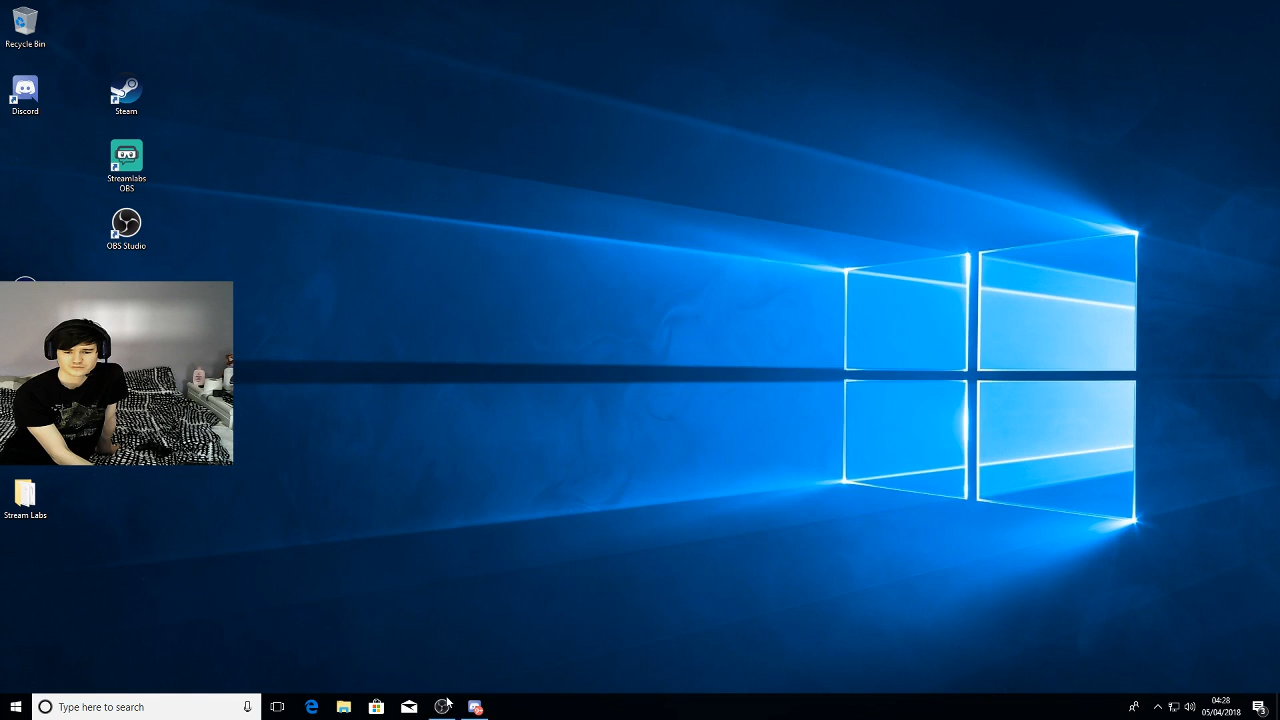 Recycle Bin
Discord
Steam
Streamlabs
OBS
OBS Studio
Stream Labs
Type here to search
04:28
05/04/2018